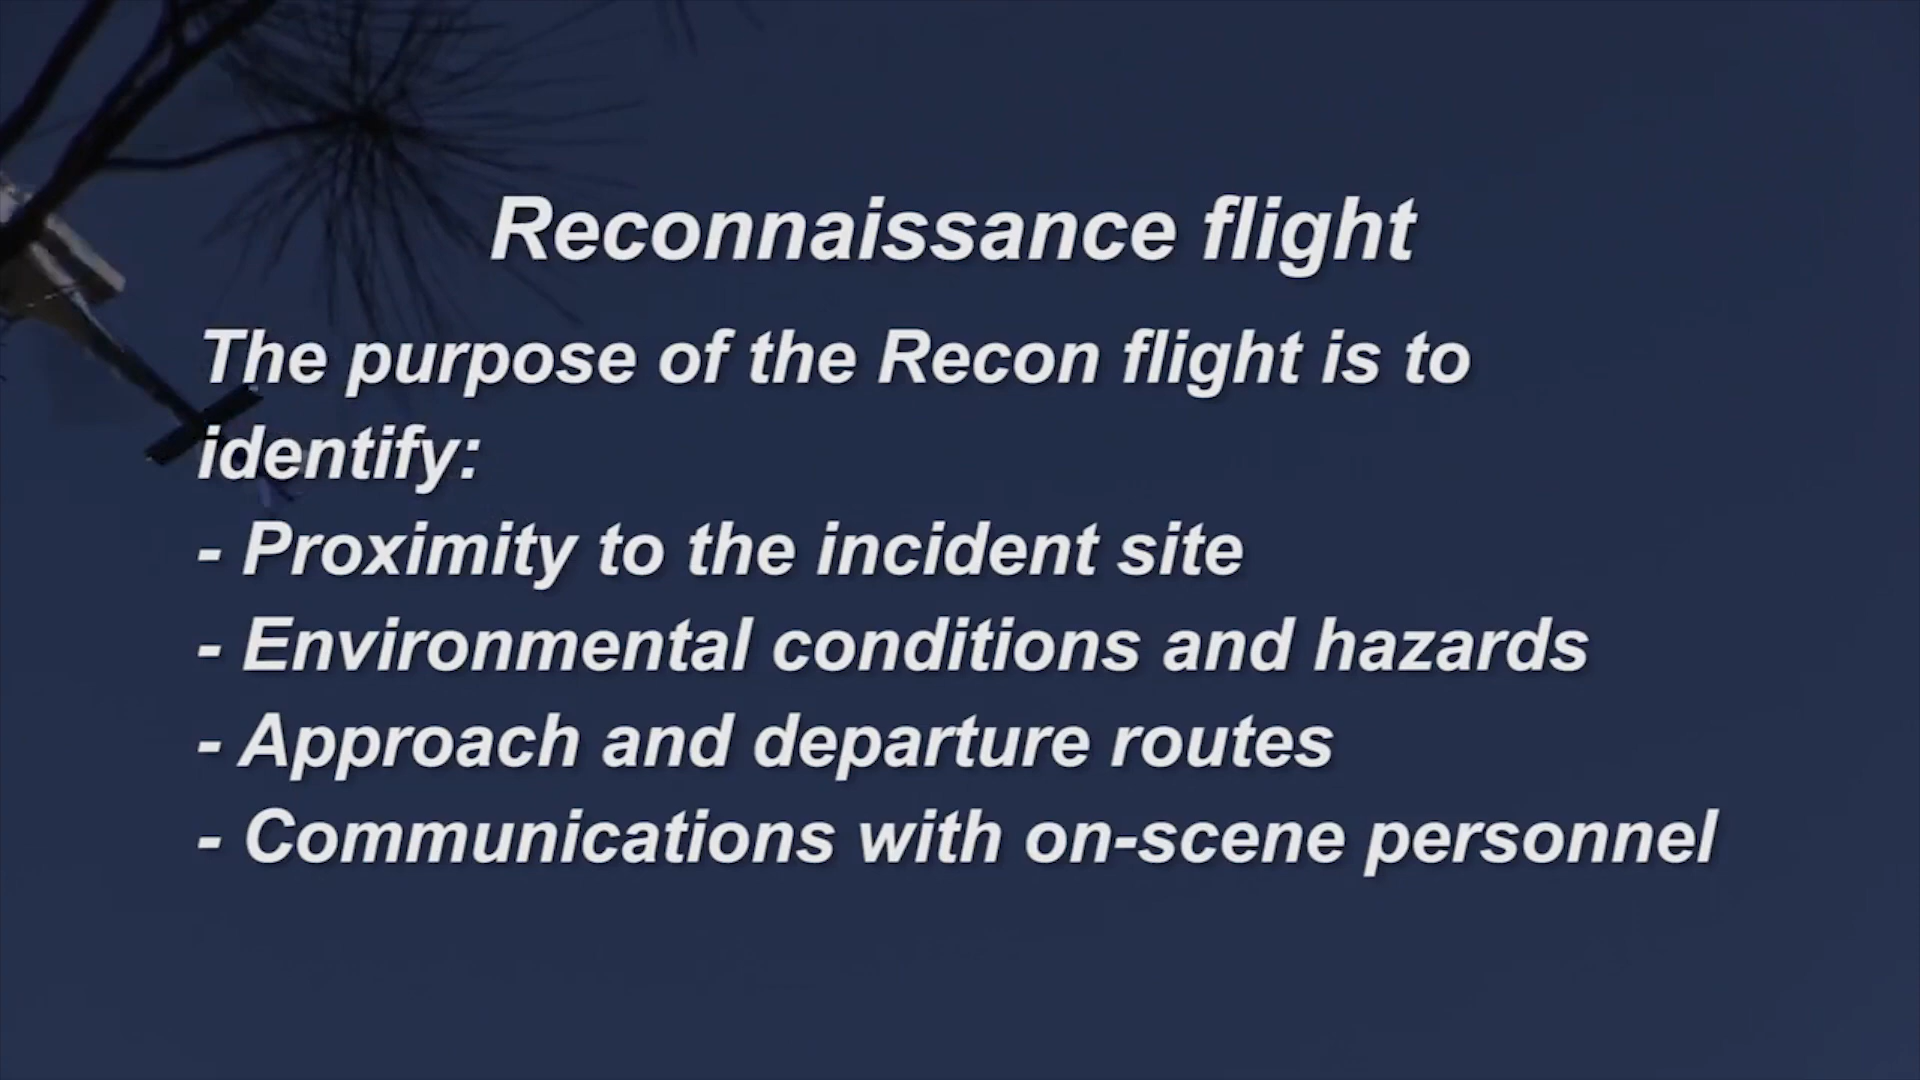 Reconnaissance flight
The purpose of the Recon flight is to
identify:
- Proximity to the incident site
- Environmental conditions and hazards
- Approach and departure routes
- Communications with on-scene personnel